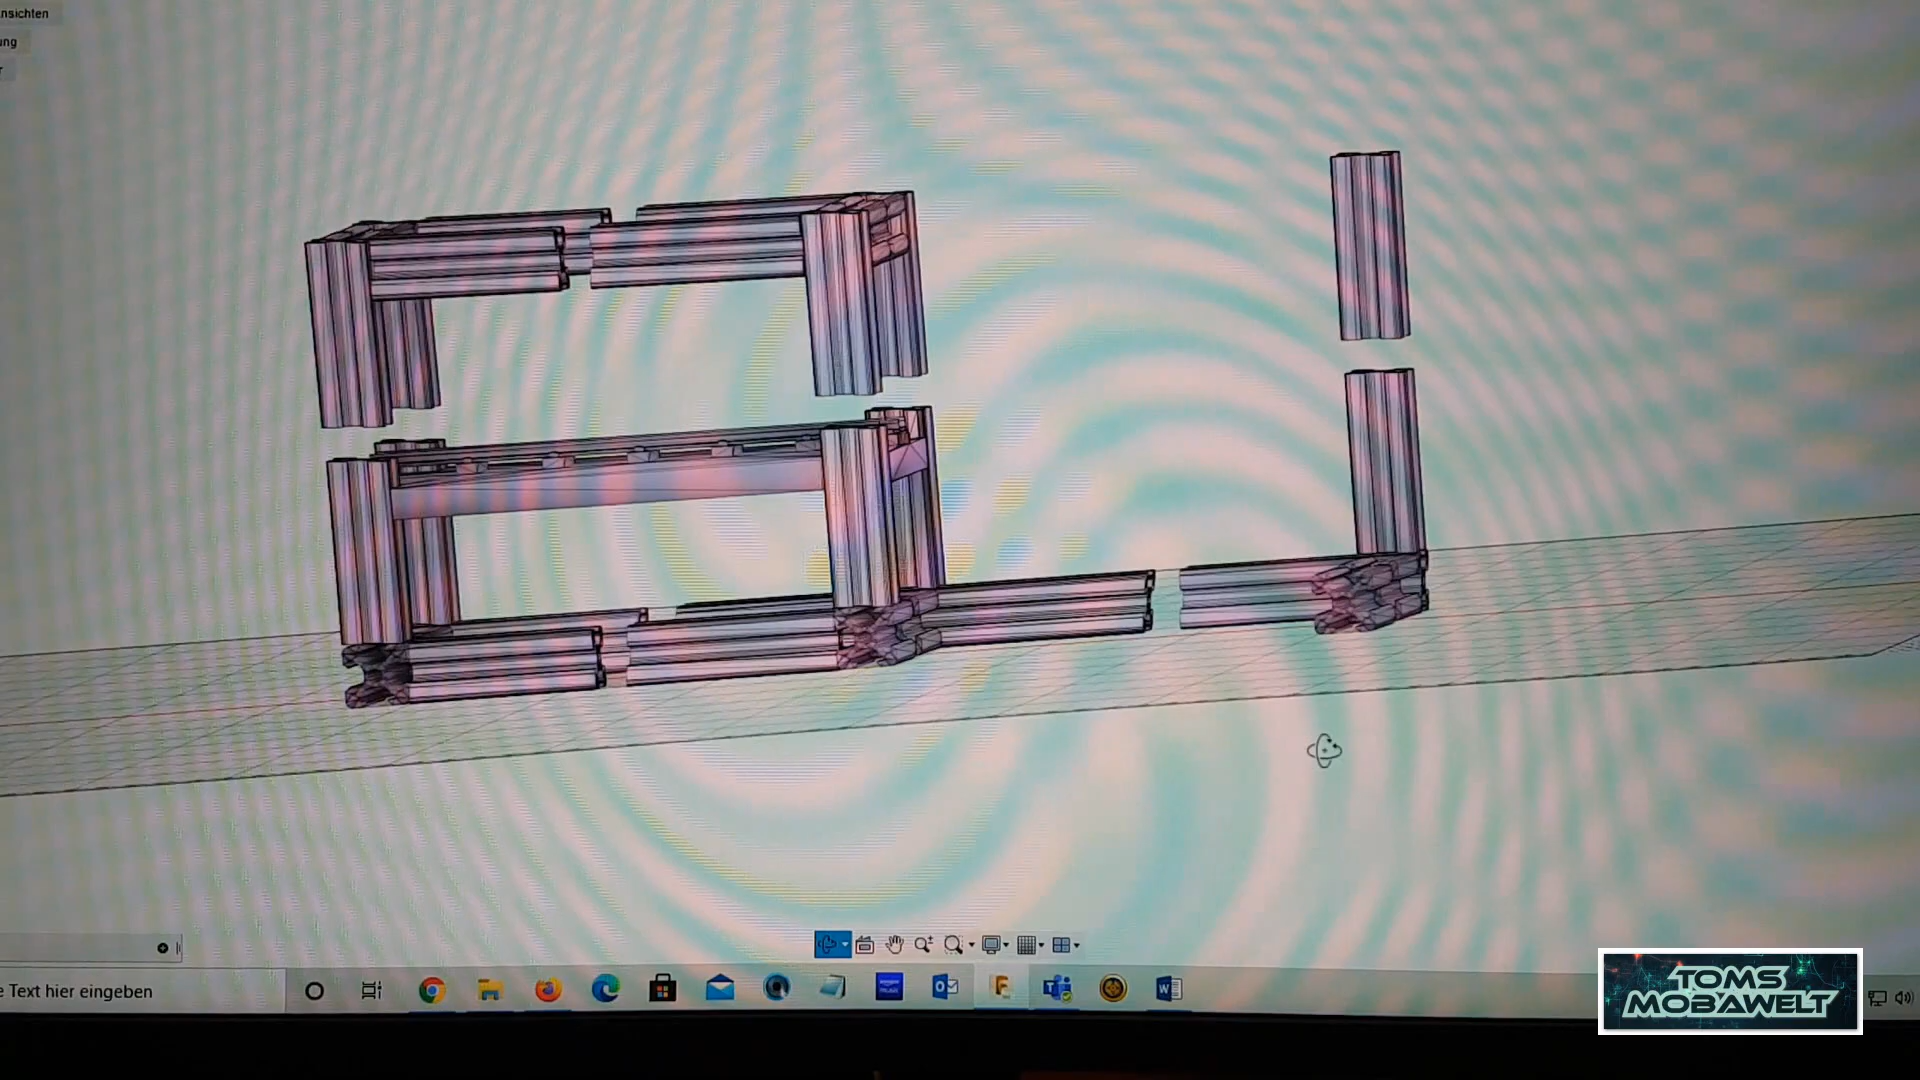 nsichten
ung
e Text hier eingeben
TOMS
MOBAWELT